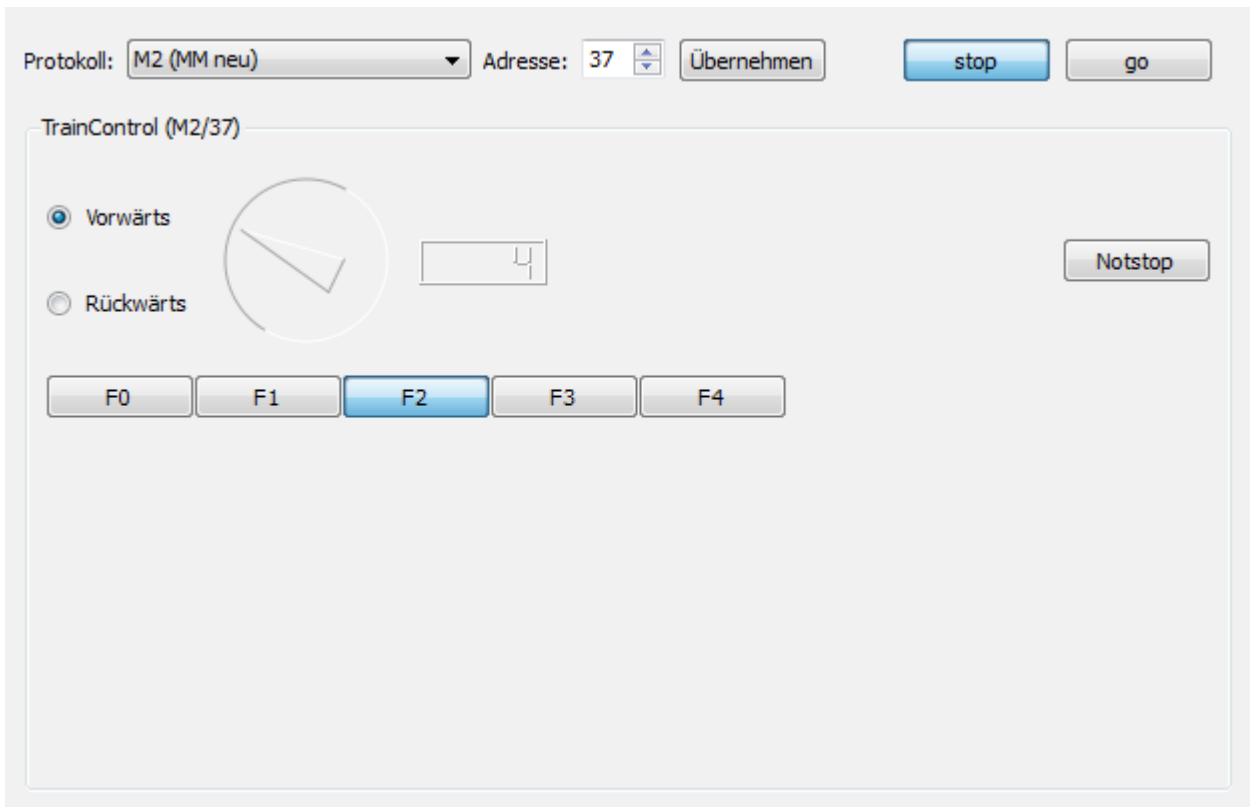 Protokoll: M2 (MM neu) Adresse: 37 Übernehmen stop go
TrainControl (M2/37)
Vorwärts
4
Notstop
Rückwärts
F0 F1 F2 F3 F4